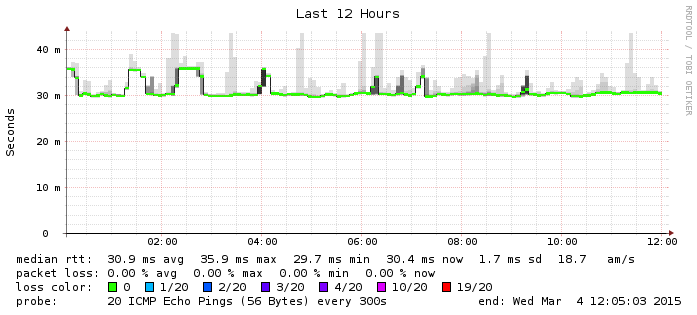 Last 12 Hours
RRDTOOL / TOBI OETIKER
Seconds
40 m
30 m
20 m
10 m
0
02:00 04:00 06:00 08:00 10:00 12:00
median rtt: 30.9 ms avg 35.9 ms max 29.7 ms min 30.4 ms now 1.7 ms sd 18.7 am/s
packet loss: 0.00 % avg 0.00 % max 0.00 % min 0.00 % now
loss color: 0 1/20 2/20 3/20 4/20 10/20 19/20
probe: 20 ICMP Echo Pings (56 Bytes) every 300s end: Wed Mar 4 12:05:03 2015